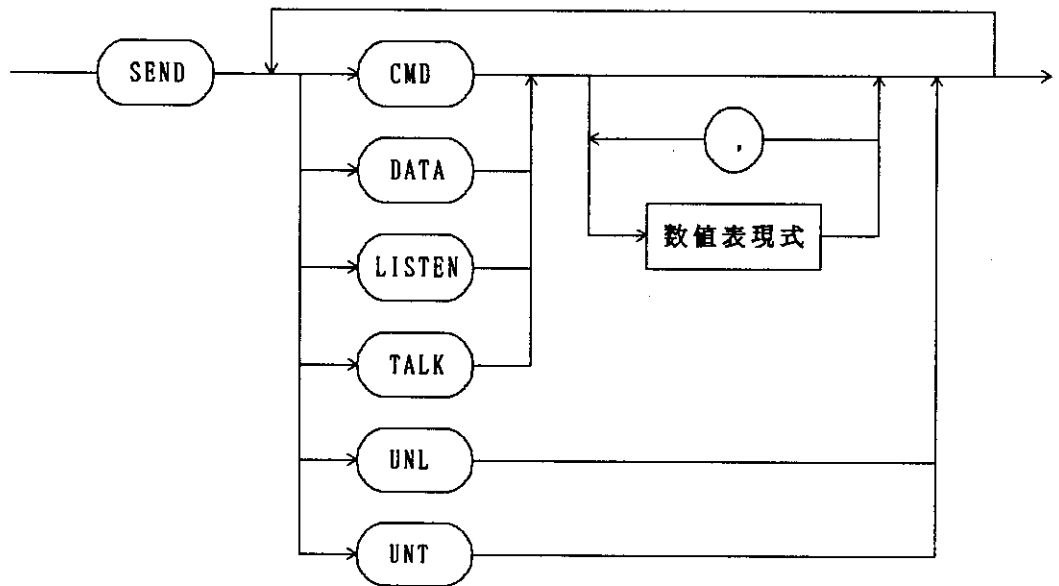 SEND
CMD
DATA
,
LISTEN
数値表現式
TALK
UNL
UNT